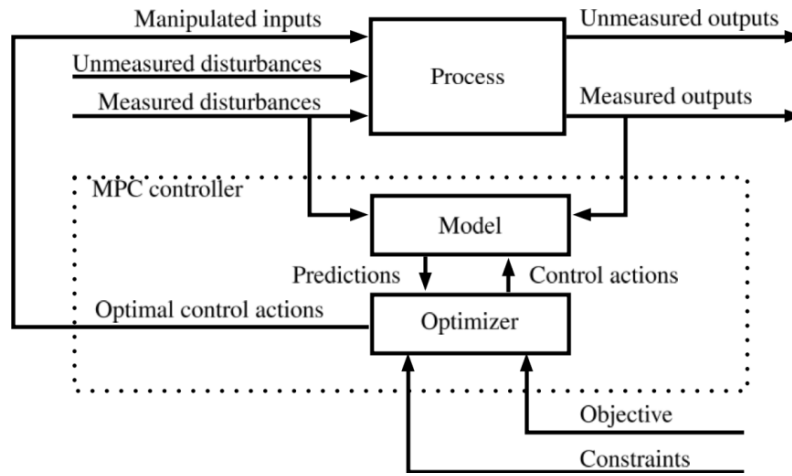 Manipulated inputs
Unmeasured outputs
Unmeasured disturbances
Process
Measured disturbances
Measured outputs
MPC controller
Model
Predictions
Control actions
Optimal control actions
Optimizer
Objective
Constraints